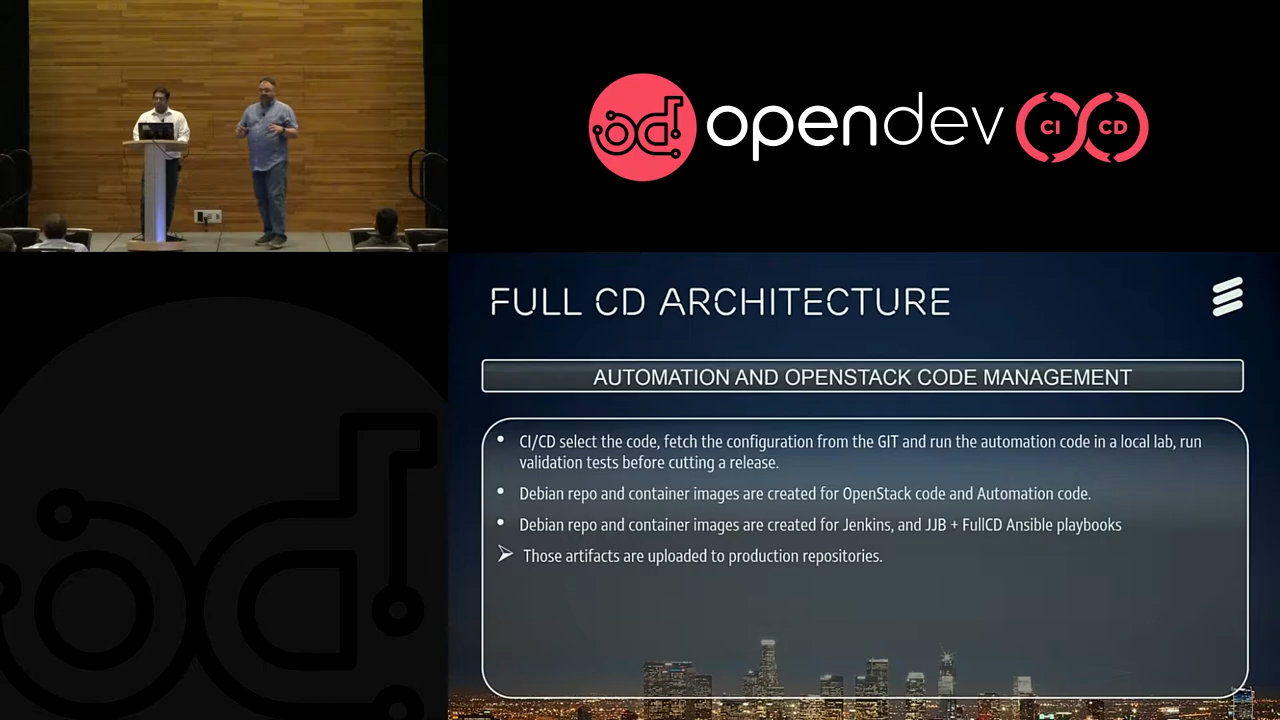 od opendev CI CD
FULL CD ARCHITECTURE
AUTOMATION AND OPENSTACK CODE MANAGEMENT
• CI/CD select the code, fetch the configuration from the GIT and run the automation code in a local lab, run
validation tests before cutting a release.
• Debian repo and container images are created for OpenStack code and Automation code.
• Debian repo and container images are created for Jenkins, and JJB + FullCD Ansible playbooks
➢ Those artifacts are uploaded to production repositories.